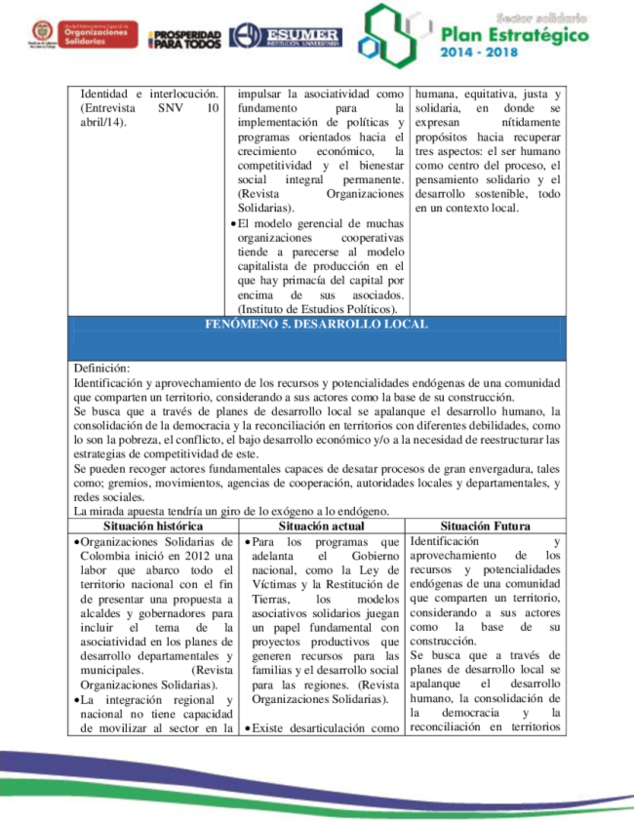 Unidad Administrativa Especial de
Organizaciones
Solidarias
PROSPERIDAD
PARA TODOS
ESUMER
INSTITUCIÓN UNIVERSITARIA
Sector solidario
Plan Estratégico
2014 - 2018
Identidad e interlocución.
(Entrevista SNV 10
abril/14).
impulsar la asociatividad como
fundamento para la
implementación de políticas y
programas orientados hacia el
crecimiento económico, la
competitividad y el bienestar
social integral permanente.
(Revista Organizaciones
Solidarias).
•El modelo gerencial de muchas
organizaciones cooperativas
tiende a parecerse al modelo
capitalista de producción en el
que hay primacía del capital por
encima de sus asociados.
(Instituto de Estudios Políticos).
humana, equitativa, justa y
solidaria, en donde se
expresan nítidamente
propósitos hacia recuperar
tres aspectos: el ser humano
como centro del proceso, el
pensamiento solidario y el
desarrollo sostenible, todo
en un contexto local.
FENÓMENO 5. DESARROLLO LOCAL
Definición:
Identificación y aprovechamiento de los recursos y potencialidades endógenas de una comunidad
que comparten un territorio, considerando a sus actores como la base de su construcción.
Se busca que a través de planes de desarrollo local se apalanque el desarrollo humano, la
consolidación de la democracia y la reconciliación en territorios con diferentes debilidades, como
lo son la pobreza, el conflicto, el bajo desarrollo económico y/o a la necesidad de reestructurar las
estrategias de competitividad de este.
Se pueden recoger actores fundamentales capaces de desatar procesos de gran envergadura, tales
como; gremios, movimientos, agencias de cooperación, autoridades locales y departamentales, y
redes sociales.
La mirada apuesta tendría un giro de lo exógeno a lo endógeno.
Situación histórica
•Organizaciones Solidarias de
Colombia inició en 2012 una
labor que abarco todo el
territorio nacional con el fin
de presentar una propuesta a
alcaldes y gobernadores para
incluir el tema de la
asociatividad en los planes de
desarrollo departamentales y
municipales. (Revista
Organizaciones Solidarias).
•La integración regional y
nacional no tiene capacidad
de movilizar al sector en la
Situación actual
•Para los programas que
adelanta el Gobierno
nacional, como la Ley de
Víctimas y la Restitución de
Tierras, los modelos
asociativos solidarios juegan
un papel fundamental con
proyectos productivos que
generen recursos para las
familias y el desarrollo social
para las regiones. (Revista
Organizaciones Solidarias).
•Existe desarticulación como
Situación Futura
Identificación y
aprovechamiento de los
recursos y potencialidades
endógenas de una comunidad
que comparten un territorio,
considerando a sus actores
como la base de su
construcción.
Se busca que a través de
planes de desarrollo local se
apalanque el desarrollo
humano, la consolidación de
la democracia y la
reconciliación en territorios